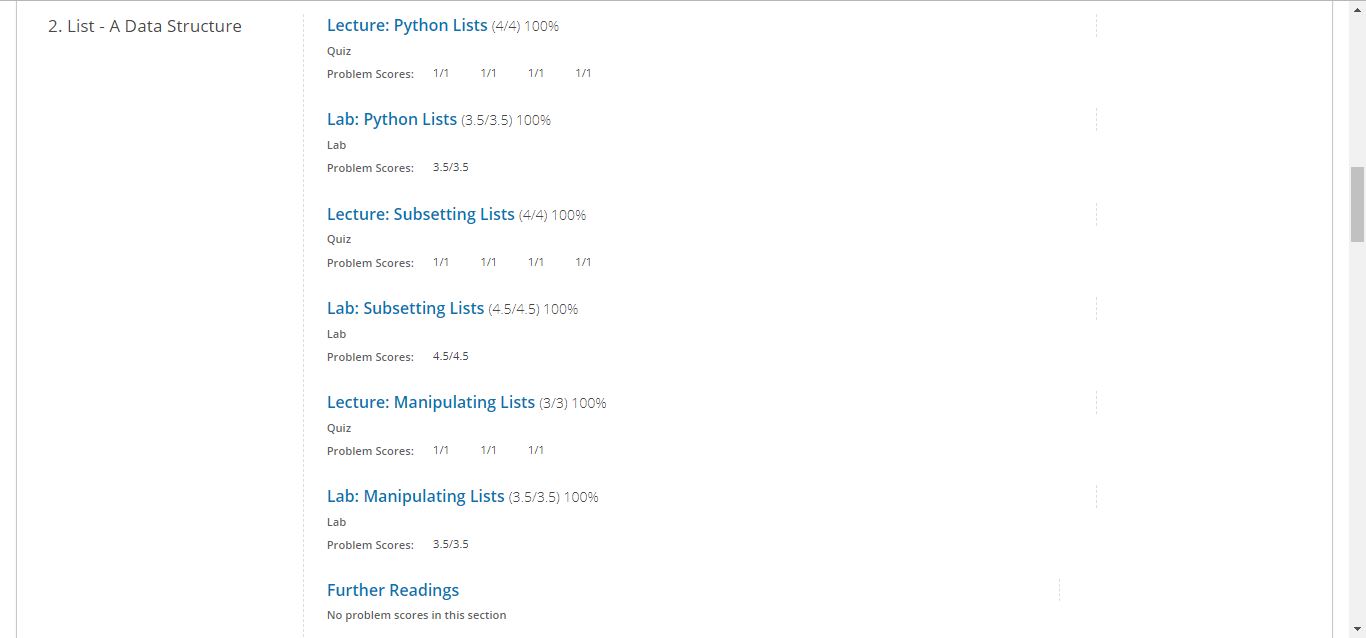 2. List - A Data Structure
Lecture: Python Lists (4/4) 100%
Quiz
Problem Scores: 1/1 1/1 1/1 1/1
Lab: Python Lists (3.5/3.5) 100%
Lab
Problem Scores: 3.5/3.5
Lecture: Subsetting Lists (4/4) 100%
Quiz
Problem Scores: 1/1 1/1 1/1 1/1
Lab: Subsetting Lists (4.5/4.5) 100%
Lab
Problem Scores: 4.5/4.5
Lecture: Manipulating Lists (3/3) 100%
Quiz
Problem Scores: 1/1 1/1 1/1
Lab: Manipulating Lists (3.5/3.5) 100%
Lab
Problem Scores: 3.5/3.5
Further Readings
No problem scores in this section